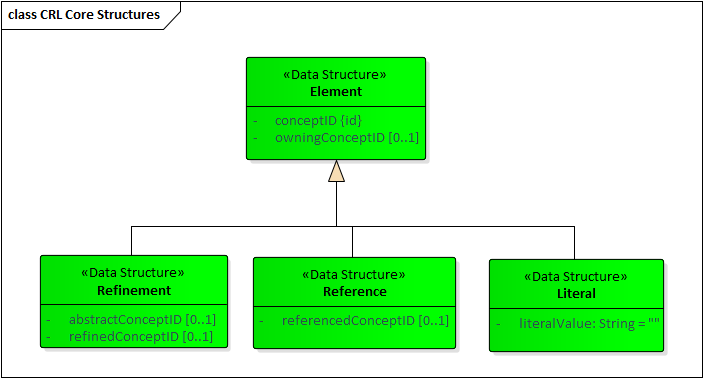 class CRL Core Structures
«Data Structure»
Element
- conceptID {id}
- owningConceptID [0..1]
«Data Structure»
Refinement
- abstractConceptID [0..1]
- refinedConceptID [0..1]
«Data Structure»
Reference
- referencedConceptID [0..1]
«Data Structure»
Literal
- literalValue: String = ""